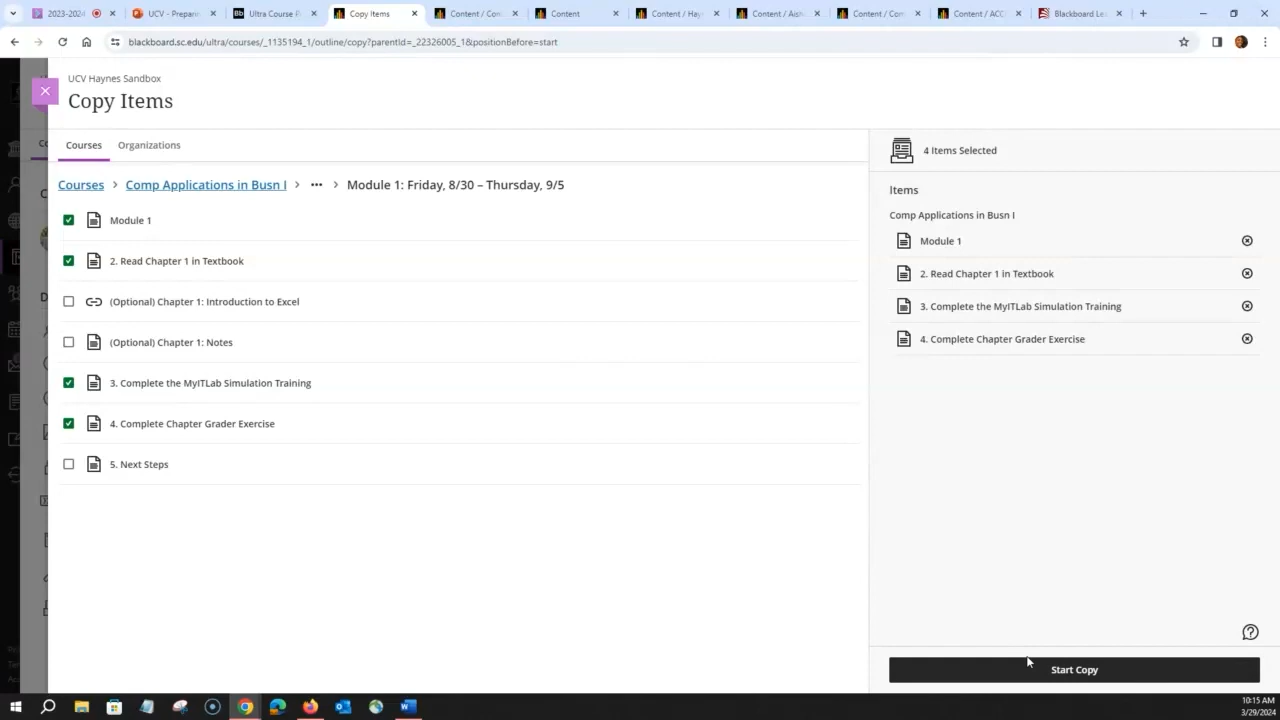 2023-2024
UCV - Preparin
Ultra Course P
Copy Items
Content / Con
Content
Content / Hay
Content / Aish
Content / Com
Content / ACC
Blackboard Le
blackboard.sc.edu/ultra/courses/_1135194_1/outline/copy?parentId=_22326005_1&positionBefore=start
UCV Haynes Sandbox
Copy Items
Courses
Organizations
4 Items Selected
Courses > Comp Applications in Busn I > ••• > Module 1: Friday, 8/30 – Thursday, 9/5
Module 1
2. Read Chapter 1 in Textbook
(Optional) Chapter 1: Introduction to Excel
(Optional) Chapter 1: Notes
3. Complete the MyITLab Simulation Training
4. Complete Chapter Grader Exercise
5. Next Steps
Items
Comp Applications in Busn I
Module 1
2. Read Chapter 1 in Textbook
3. Complete the MyITLab Simulation Training
4. Complete Chapter Grader Exercise
Start Copy
10:15 AM
3/29/2024